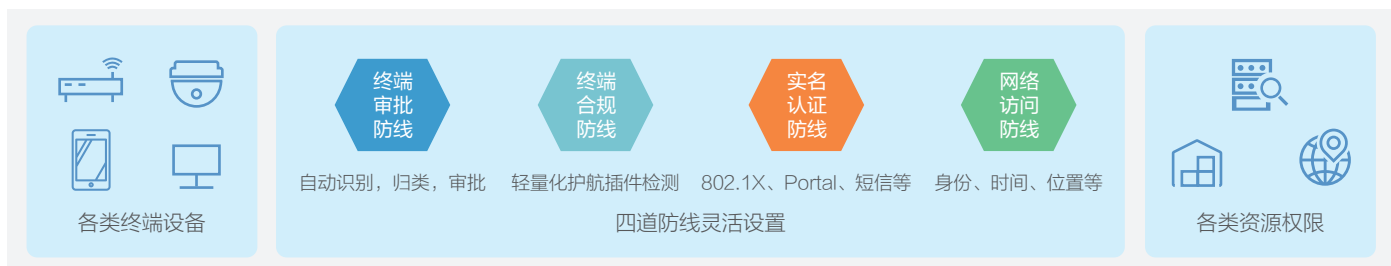 终端
审批
防线
终端
合规
防线
实名
认证
防线
网络
访问
防线
自动识别，归类，审批
轻量化护航插件检测
802.1X、Portal、短信等
身份、时间、位置等
各类终端设备
四道防线灵活设置
各类资源权限